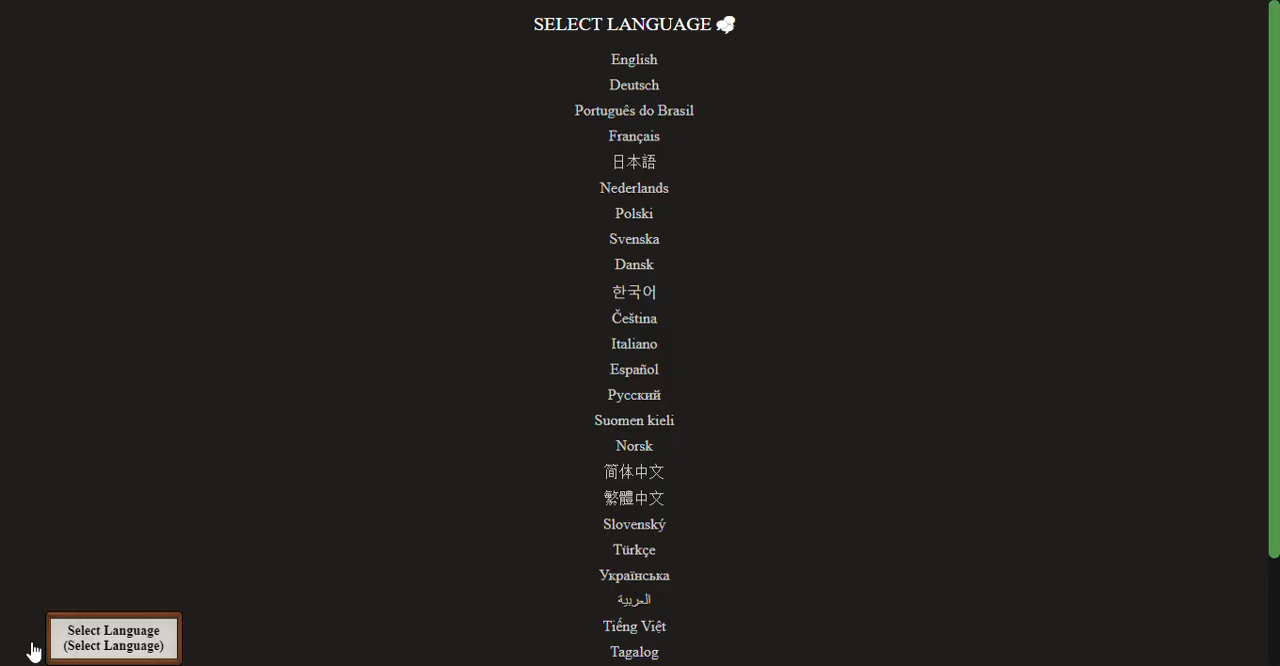 SELECT LANGUAGE
English
Deutsch
Português do Brasil
Français
日本語
Nederlands
Polski
Svenska
Dansk
한국어
Čeština
Italiano
Español
Русский
Suomen kieli
Norsk
简体中文
繁體中文
Slovenský
Türkçe
Українська
العربية
Tiếng Việt
Tagalog
Select Language
(Select Language)